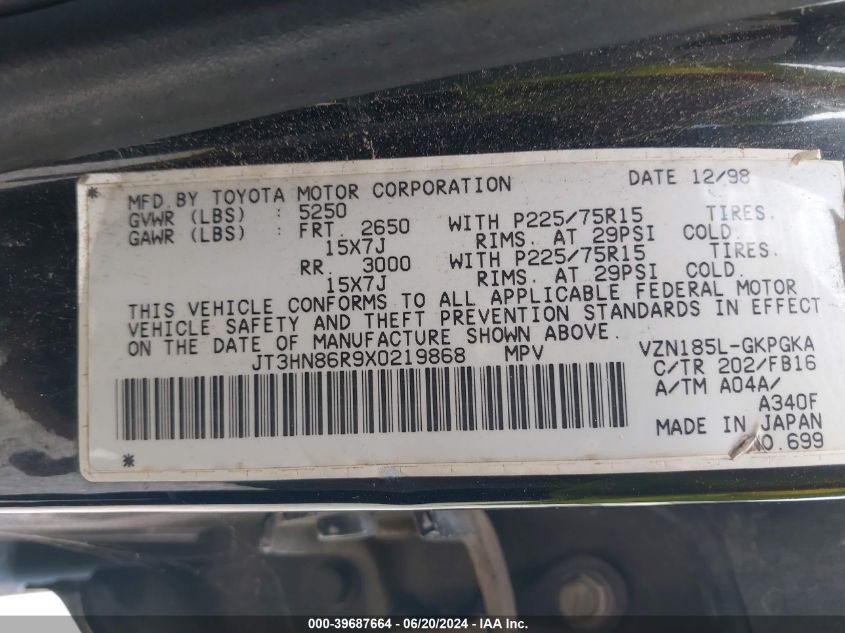 * MFD.BY TOYOTA MOTOR CORPORATION DATE 12/98
GVWR (LBS) : 5250
GAWR (LBS) : FRT. 2650 WITH P225/75R15 TIRES.
15X7J RIMS. AT 29PSI COLD.
RR. 3000 WITH P225/75R15 TIRES.
15X7J RIMS. AT 29PSI COLD.
THIS VEHICLE CONFORMS TO ALL APPLICABLE FEDERAL MOTOR
VEHICLE SAFETY AND THEFT PREVENTION STANDARDS IN EFFECT
ON THE DATE OF MANUFACTURE SHOWN ABOVE.
JT3HN86R9X0219868 MPV VZN185L-GKPGKA
C/TR 202/FB16
A/TM A04A/
A340F
MADE IN JAPAN
*
0.699
000-39687664 / 06/20/2024 / IAA Inc.